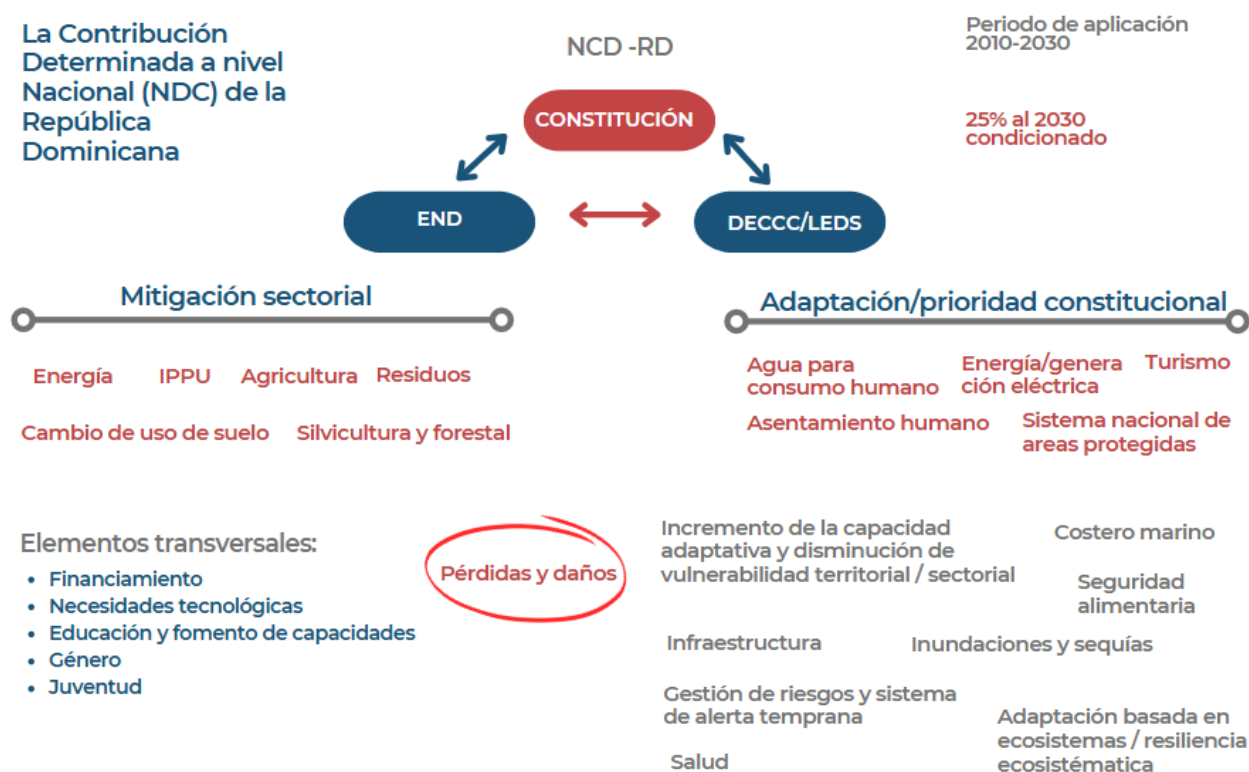 La Contribución
Determinada a nivel
Nacional (NDC) de la
República
Dominicana
NCD -RD
Periodo de aplicación
2010-2030
CONSTITUCIÓN
25% al 2030
condicionado
END
DECCC/LEDS
Mitigación sectorial
Adaptación/prioridad constitucional
Energía
IPPU
Agricultura
Residuos
Cambio de uso de suelo
Silvicultura y forestal
Agua para
consumo humano
Energía/genera
ción eléctrica
Turismo
Asentamiento humano
Sistema nacional de
areas protegidas
Elementos transversales:
• Financiamiento
• Necesidades tecnológicas
• Educación y fomento de capacidades
• Género
• Juventud
Pérdidas y daños
Incremento de la capacidad
adaptativa y disminución de
vulnerabilidad territorial / sectorial
Costero marino
Seguridad
alimentaria
Infraestructura
Inundaciones y sequías
Gestión de riesgos y sistema
de alerta temprana
Adaptación basada en
ecosistemas / resiliencia
ecosistématica
Salud